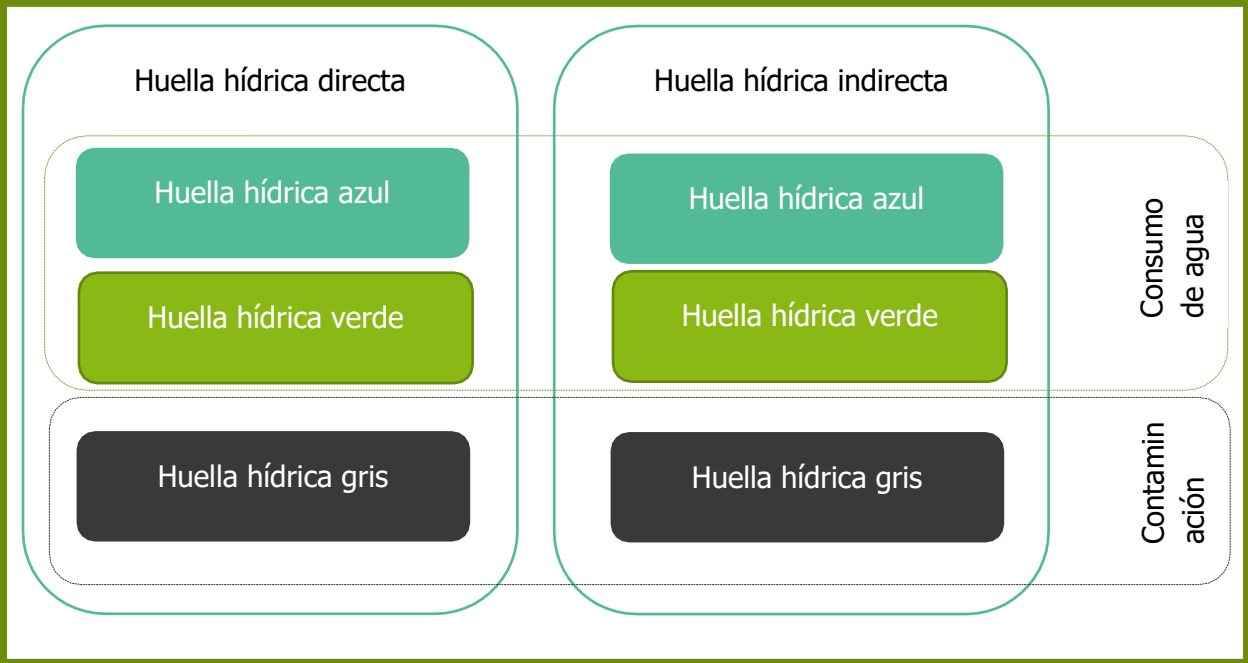 Huella hídrica directa
Huella hídrica indirecta
Huella hídrica azul
Huella hídrica azul
Huella hídrica verde
Huella hídrica verde
Consumo
de agua
Huella hídrica gris
Huella hídrica gris
Contamin
ación